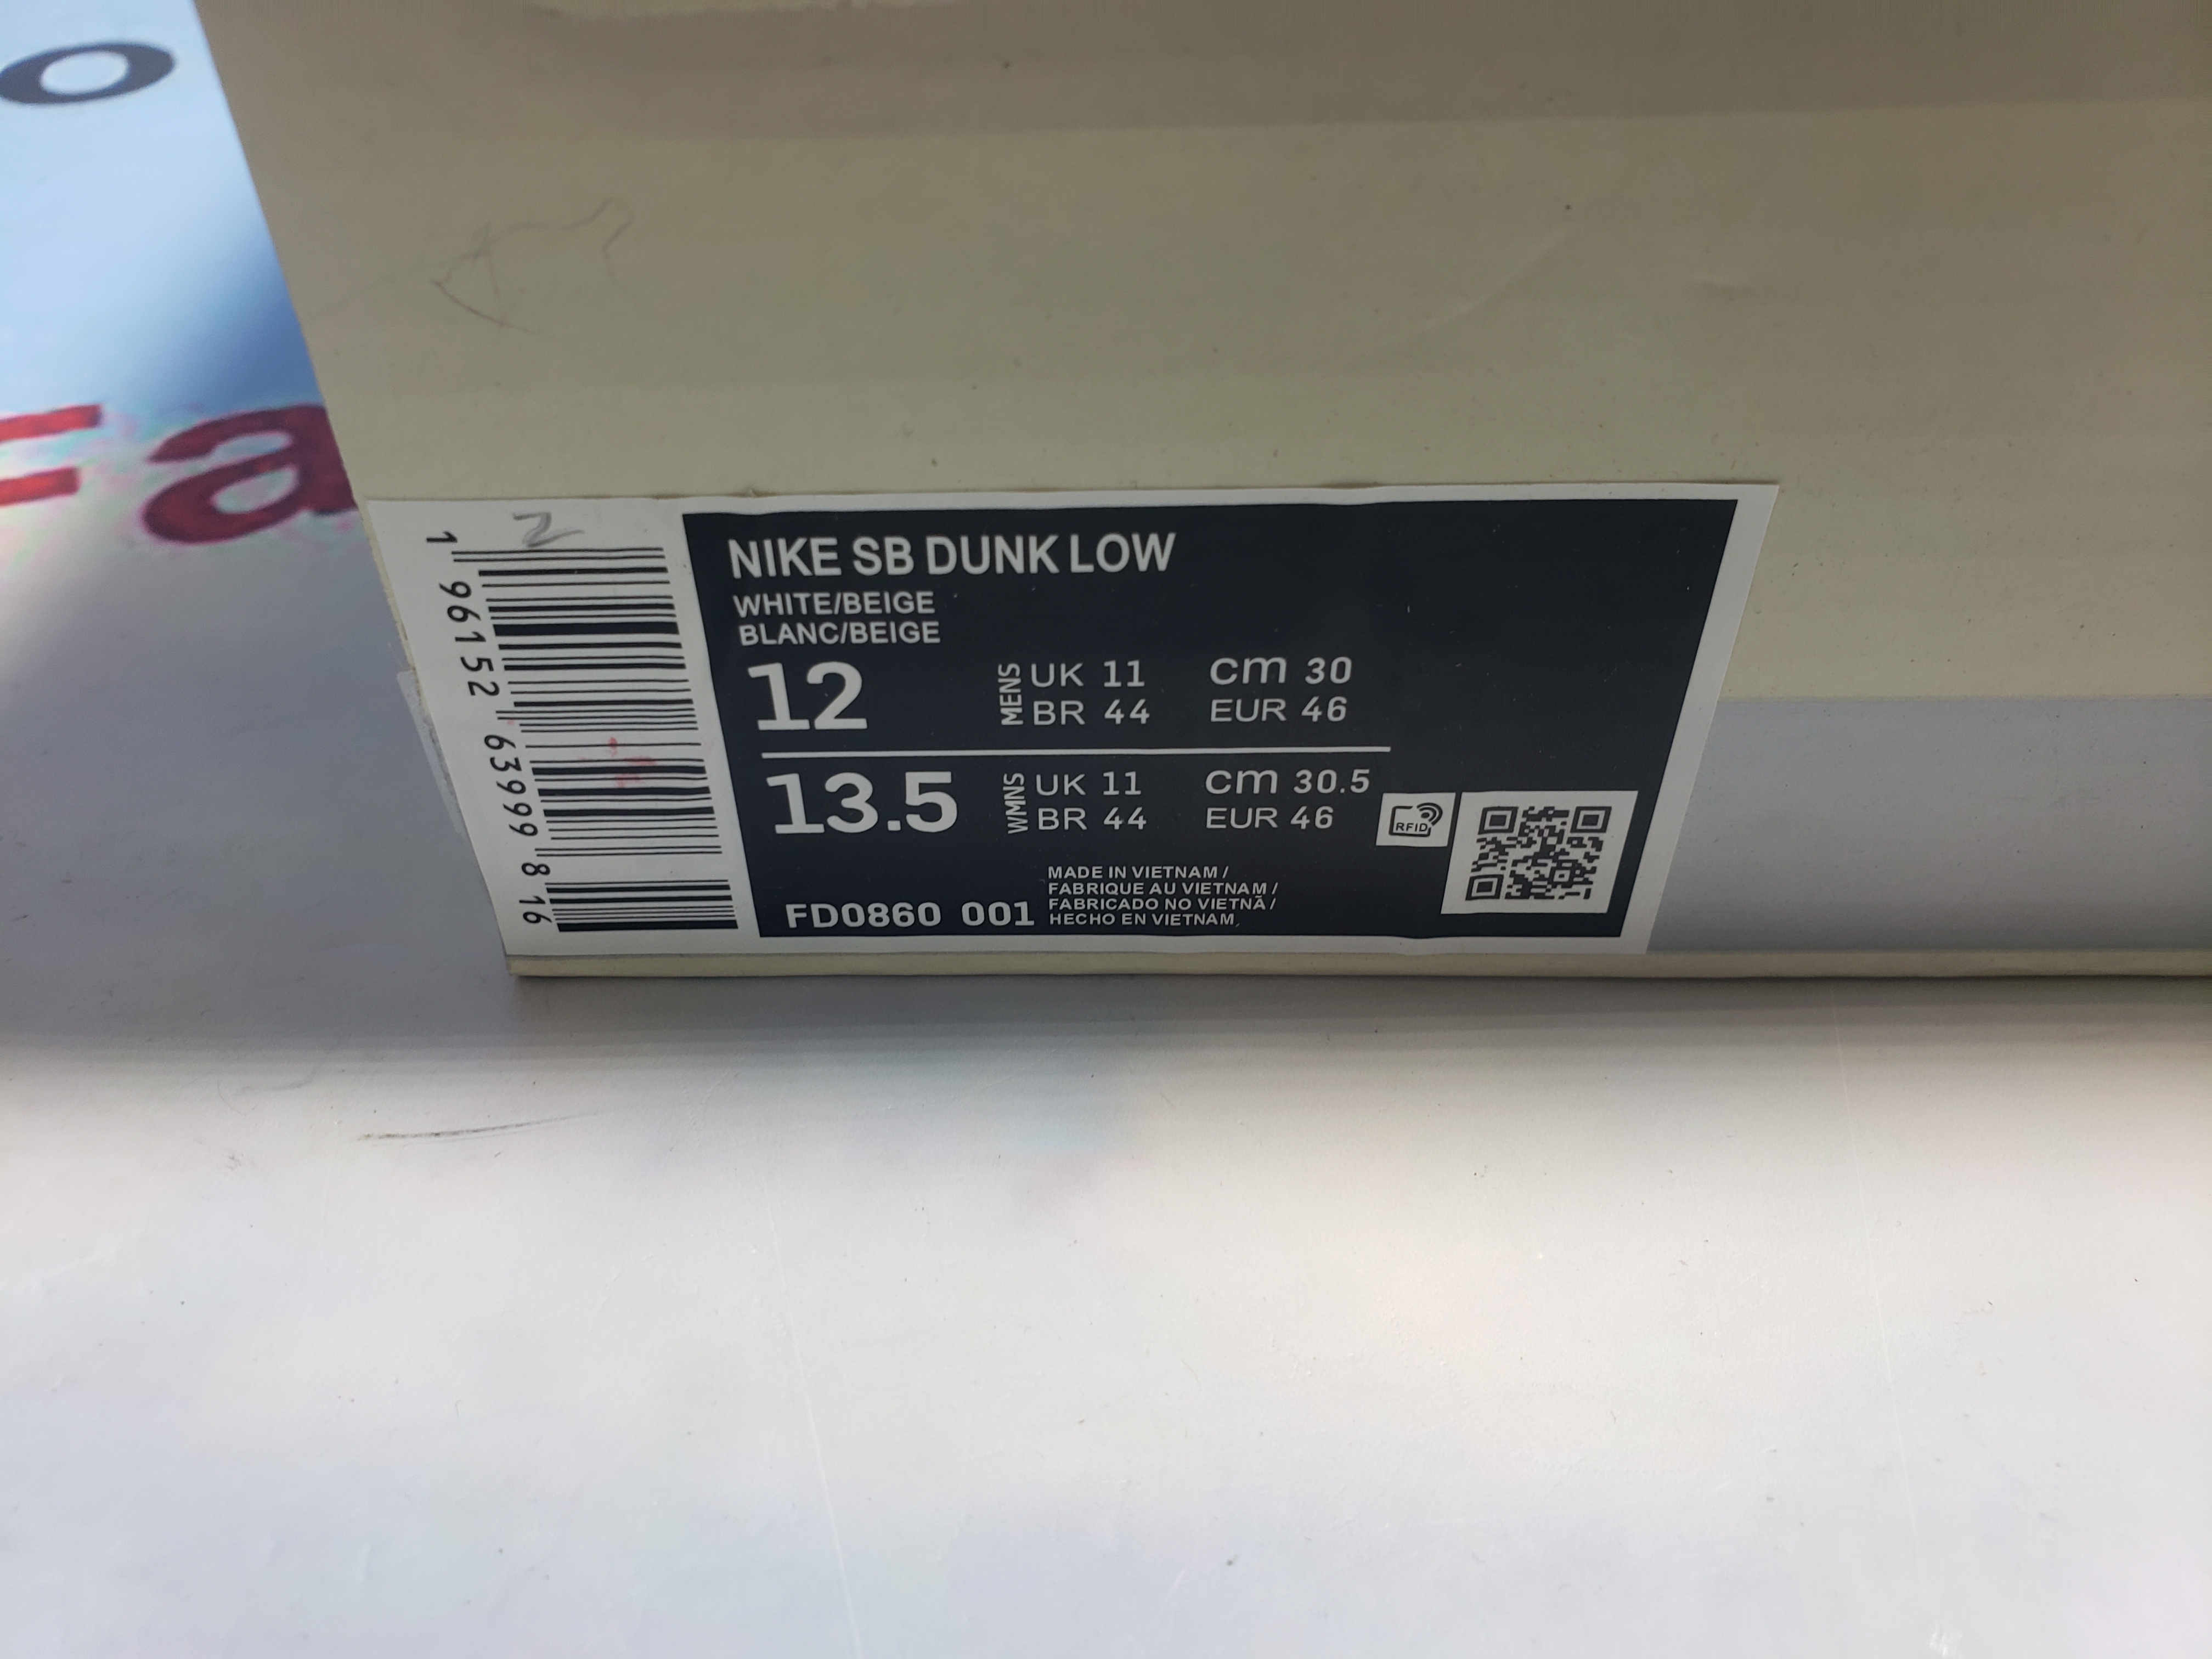 o
Fa
2
1 96152 63999 8 16
NIKE SB DUNK LOW
WHITE/BEIGE
BLANC/BEIGE
12
MENS
UK 11
cm 30
BR 44
EUR 46
13.5
WMNS
UK 11
cm 30.5
BR 44
EUR 46
RFID
FD0860 001
MADE IN VIETNAM /
FABRIQUE AU VIETNAM /
FABRICADO NO VIETNÃ /
HECHO EN VIETNAM,